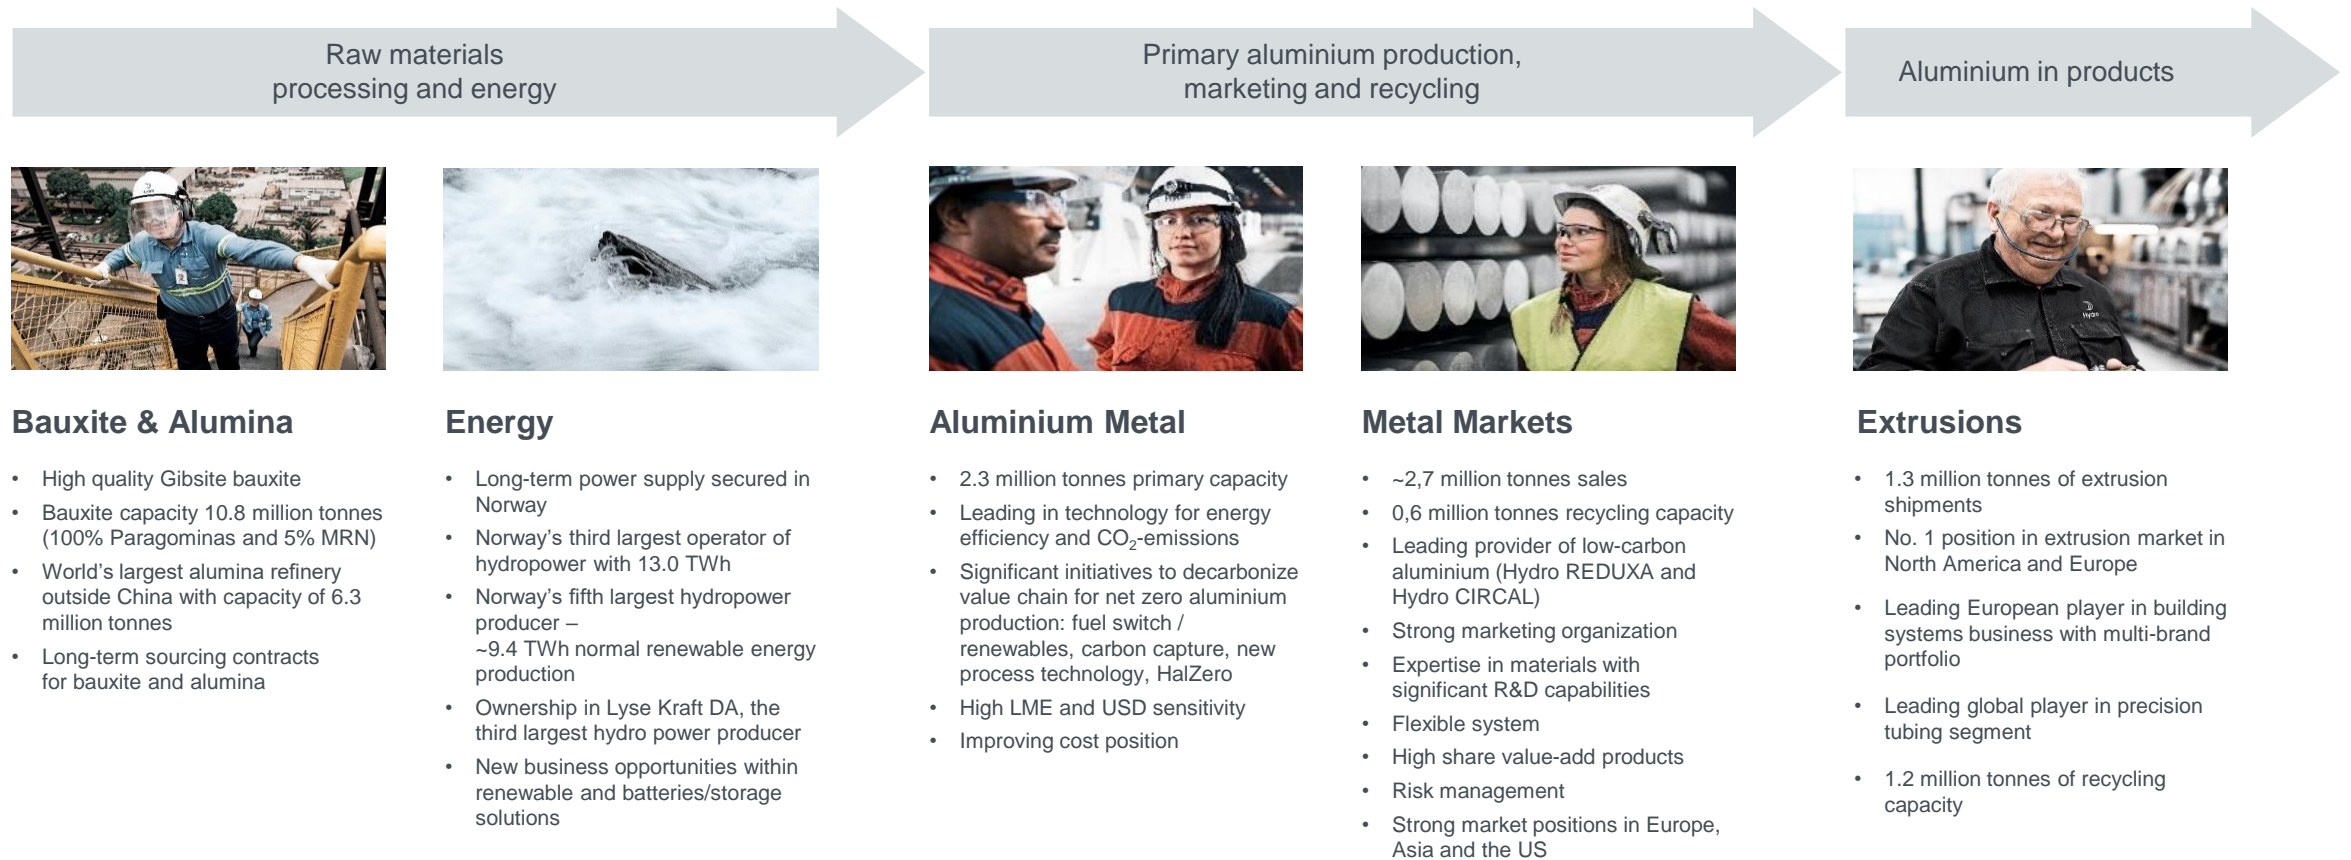 Raw materials
processing and energy
Primary aluminium production,
marketing and recycling
Aluminium in products
Bauxite & Alumina
• High quality Gibsite bauxite
• Bauxite capacity 10.8 million tonnes
(100% Paragominas and 5% MRN)
• World’s largest alumina refinery
outside China with capacity of 6.3
million tonnes
• Long-term sourcing contracts
for bauxite and alumina
Energy
• Long-term power supply secured in
Norway
• Norway’s third largest operator of
hydropower with 13.0 TWh
• Norway’s fifth largest hydropower
producer –
~9.4 TWh normal renewable energy
production
• Ownership in Lyse Kraft DA, the
third largest hydro power producer
• New business opportunities within
renewable and batteries/storage
solutions
Aluminium Metal
• 2.3 million tonnes primary capacity
• Leading in technology for energy
efficiency and CO₂-emissions
• Significant initiatives to decarbonize
value chain for net zero aluminium
production: fuel switch /
renewables, carbon capture, new
process technology, HalZero
• High LME and USD sensitivity
• Improving cost position
Metal Markets
• ~2,7 million tonnes sales
• 0,6 million tonnes recycling capacity
• Leading provider of low-carbon
aluminium (Hydro REDUXA and
Hydro CIRCAL)
• Strong marketing organization
• Expertise in materials with
significant R&D capabilities
• Flexible system
• High share value-add products
• Risk management
• Strong market positions in Europe,
Asia and the US
Hydro
Extrusions
• 1.3 million tonnes of extrusion
shipments
• No. 1 position in extrusion market in
North America and Europe
• Leading European player in building
systems business with multi-brand
portfolio
• Leading global player in precision
tubing segment
• 1.2 million tonnes of recycling
capacity